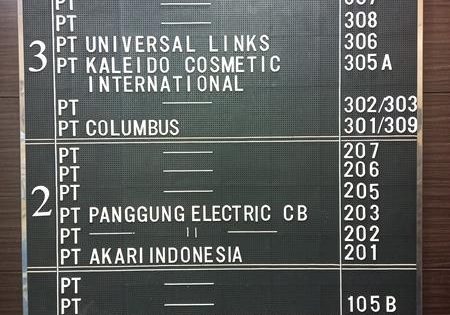 PT 307
PT ——— 308
3 PT UNIVERSAL LINKS 306
PT KALEIDO COSMETIC 305 A
INTERNATIONAL
PT ——— 302/303
PT COLUMBUS 301/309
PT ——— 207
PT ——— 206
PT ——— 205
2 PT PANGGUNG ELECTRIC CB 203
PT ——— " ——— 202
PT AKARI INDONESIA 201
PT ———
PT ——— 105 B